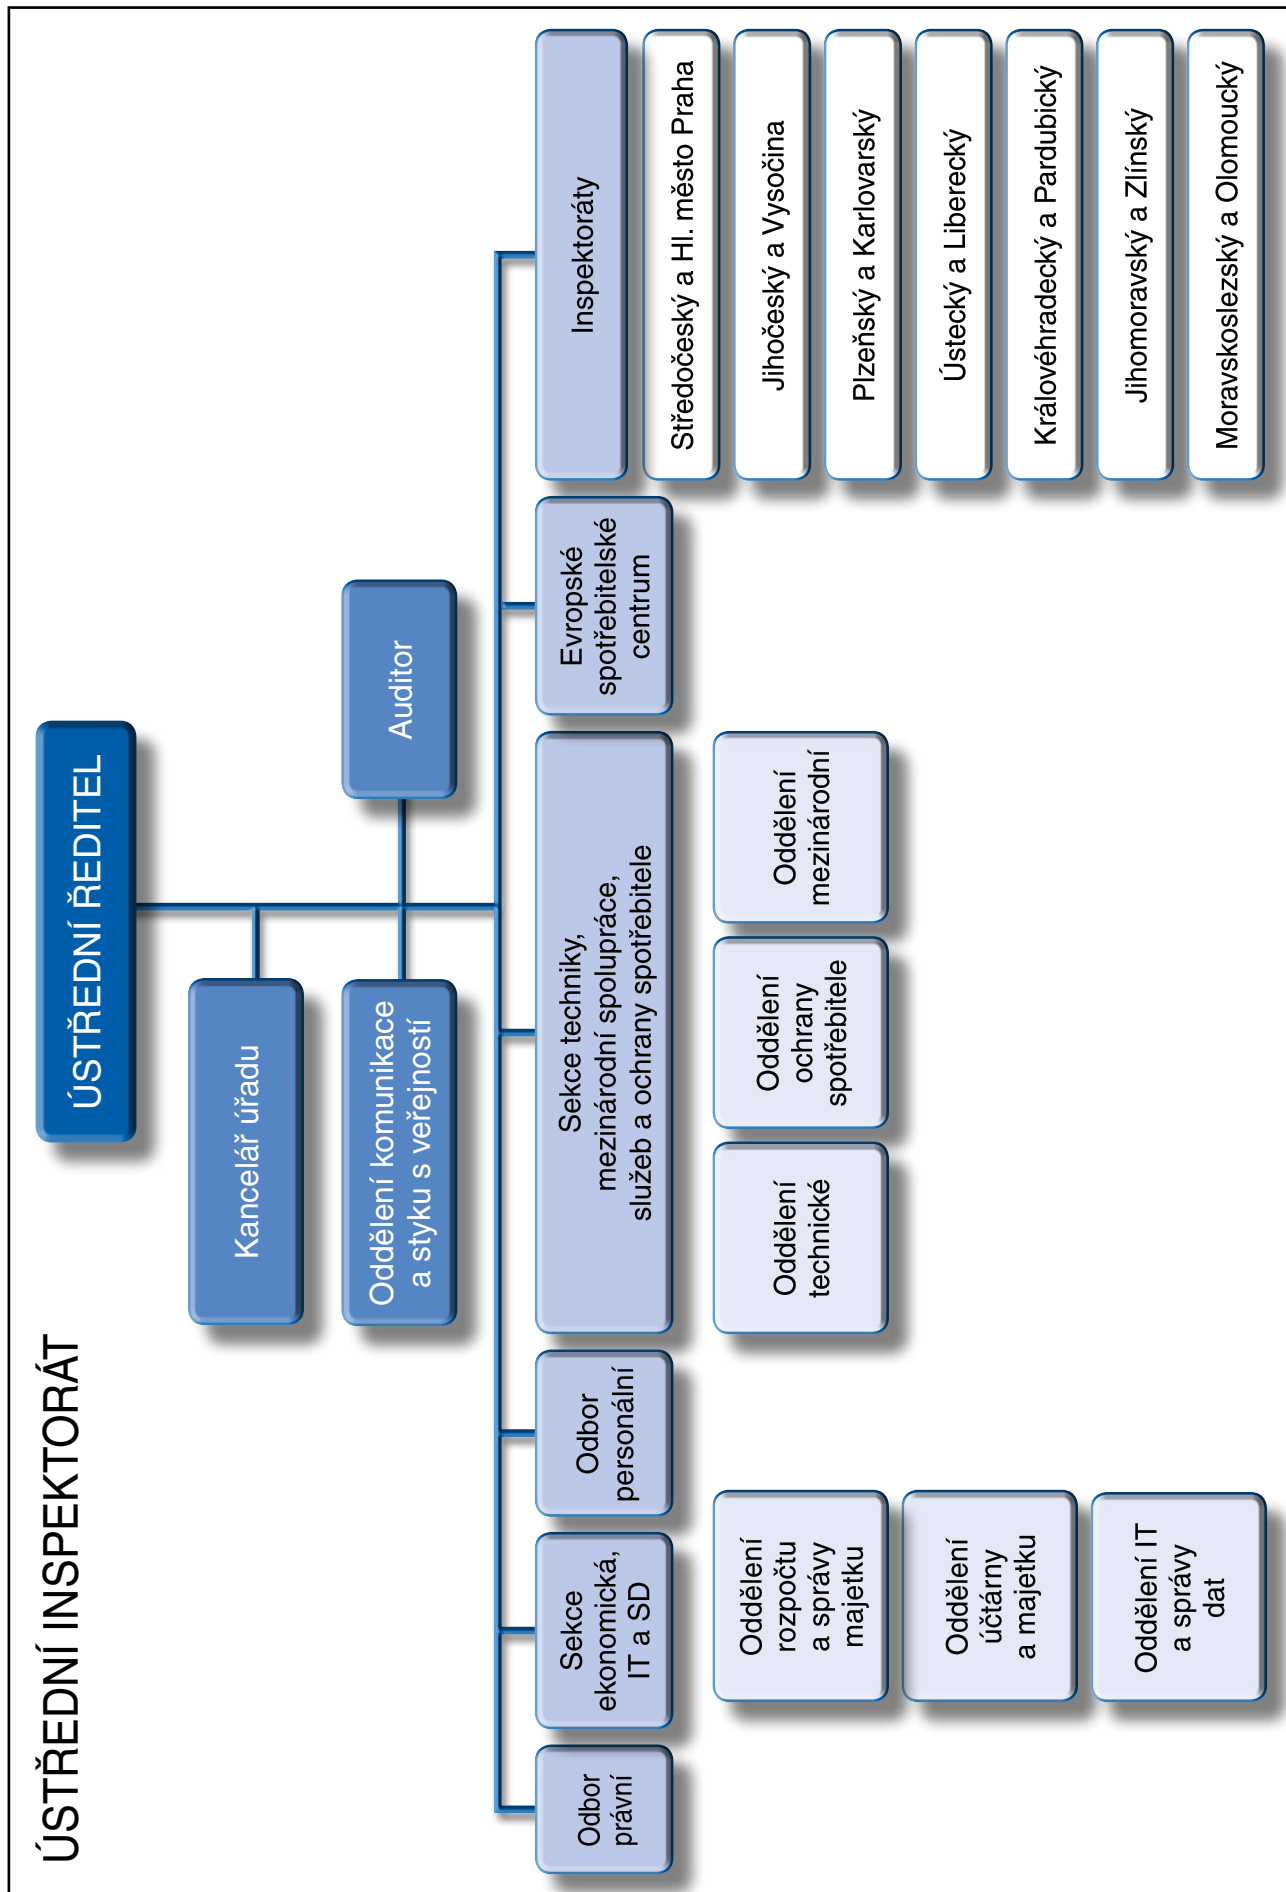 ÚSTŘEDNÍ INSPEKTORÁT
ÚSTŘEDNÍ ŘEDITEL
Kancelář úřadu
Oddělení komunikace
a styku s veřejností
Auditor
Odbor
právní
Sekce
ekonomická,
IT a SD
Odbor
personální
Sekce techniky,
mezinárodní spolupráce,
služeb a ochrany spotřebitele
Evropské
spotřebitelské
centrum
Inspektoráty
Oddělení
rozpočtu
a správy
majetku
Oddělení
účtárny
a majetku
Oddělení IT
a správy
dat
Oddělení
technické
Oddělení
ochrany
spotřebitele
Oddělení
mezinárodní
Středočeský a Hl. město Praha
Jihočeský a Vysočina
Plzeňský a Karlovarský
Ústecký a Liberecký
Královéhradecký a Pardubický
Jihomoravský a Zlínský
Moravskoslezský a Olomoucký